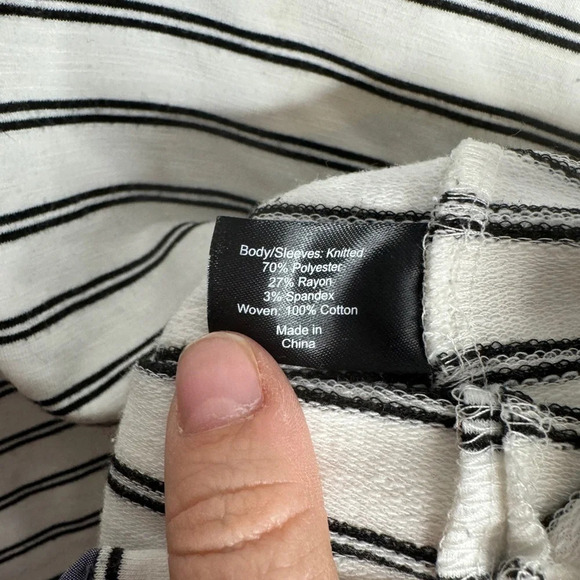 Body/Sleeves: Knitted
70% Polyester
27% Rayon
3% Spandex
Woven: 100% Cotton
Made in
China